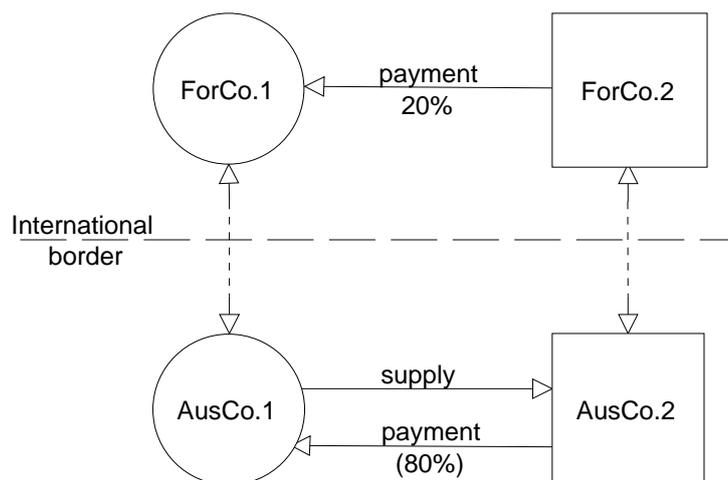 payment
ForCo.1
ForCo.2
20%
International
border
supply
AusCo.1
AusCo.2
payment
(80%)